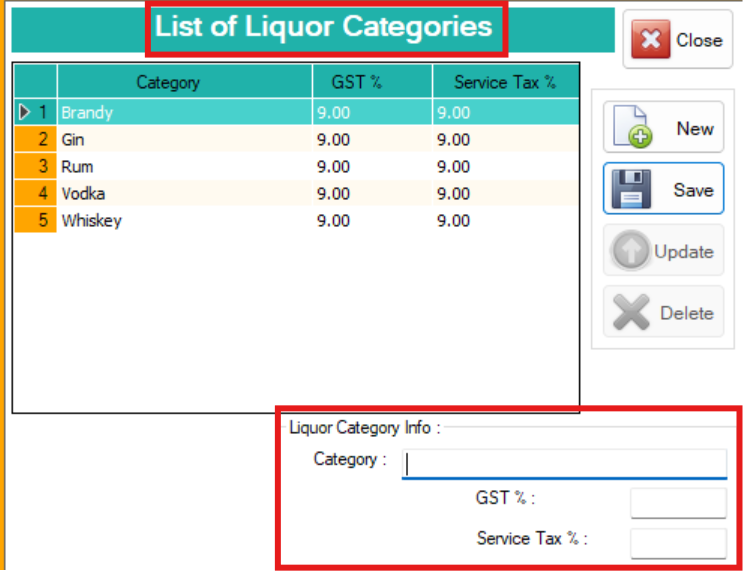 List of Liquor Categories
Close
Category GST % Service Tax %
1 Brandy 9.00 9.00
2 Gin 9.00 9.00
3 Rum 9.00 9.00
4 Vodka 9.00 9.00
5 Whiskey 9.00 9.00
New
Save
Update
Delete
Liquor Category Info :
Category :
GST % :
Service Tax % :